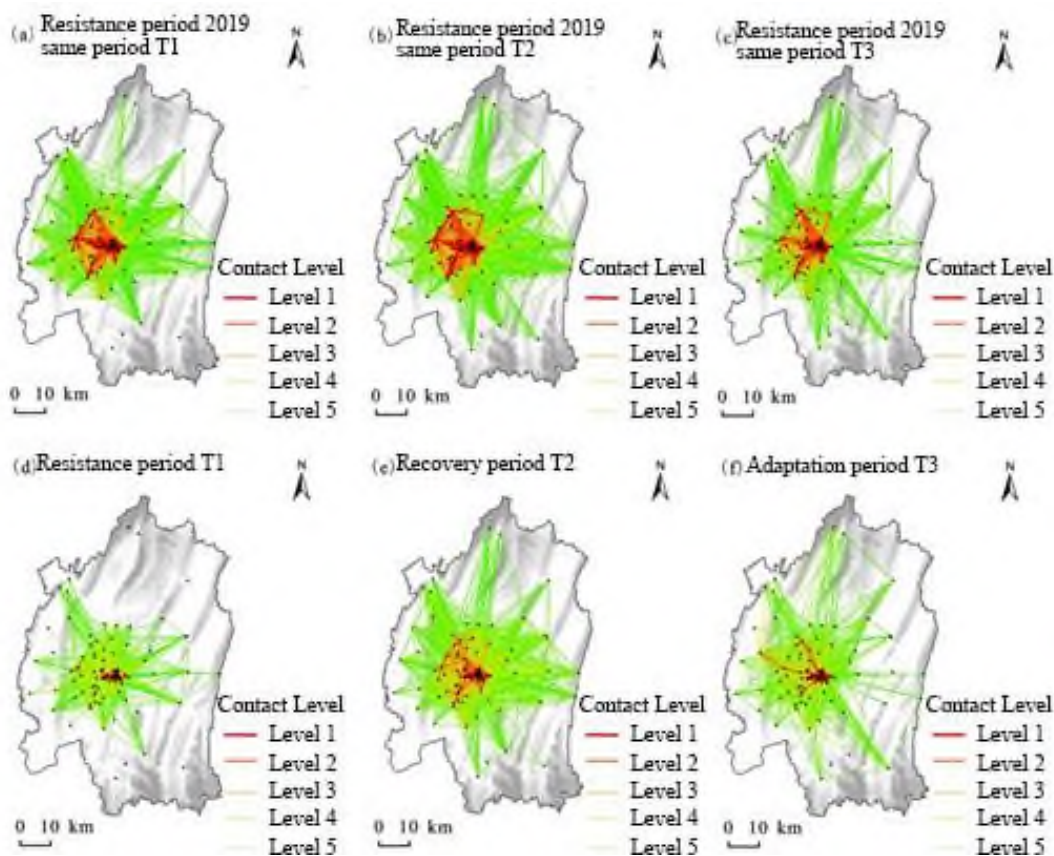 (a) Resistance period 2019
same period T1
N
Contact Level
Level 1
Level 2
Level 3
Level 4
Level 5
0 10 km
(b) Resistance period 2019
same period T2
N
Contact Level
Level 1
Level 2
Level 3
Level 4
Level 5
0 10 km
(c) Resistance period 2019
same period T3
N
Contact Level
Level 1
Level 2
Level 3
Level 4
Level 5
0 10 km
(d) Resistance period T1
N
Contact Level
Level 1
Level 2
Level 3
Level 4
Level 5
0 10 km
(e) Recovery period T2
N
Contact Level
Level 1
Level 2
Level 3
Level 4
Level 5
0 10 km
(f) Adaptation period T3
N
Contact Level
Level 1
Level 2
Level 3
Level 4
Level 5
0 10 km